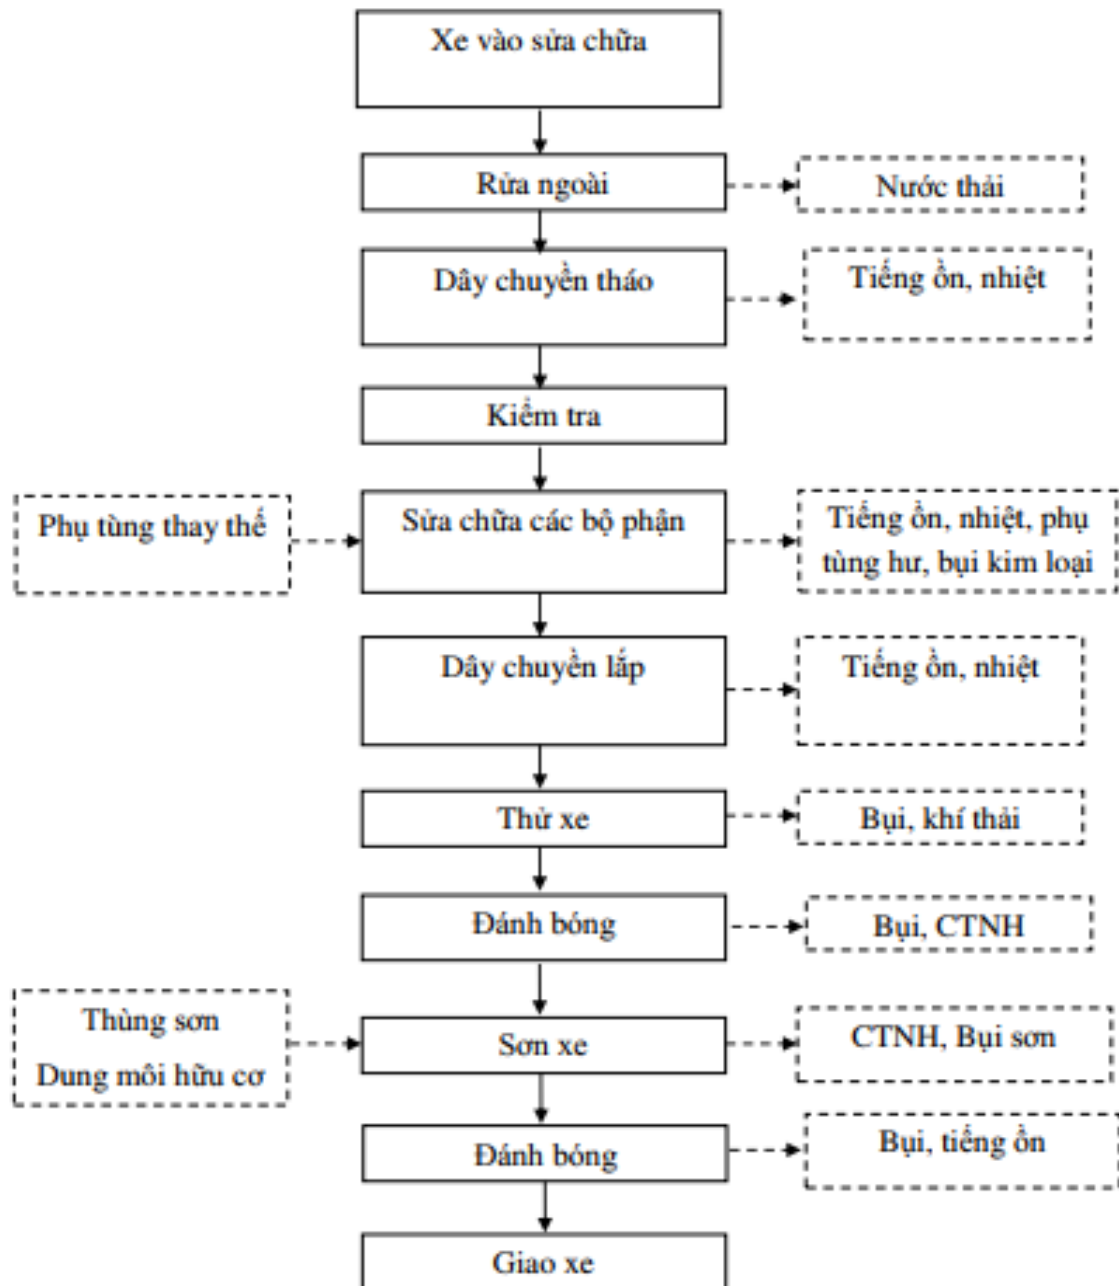 Xe vào sửa chữa
Rửa ngoài
Nước thải
Dây chuyền tháo
Tiếng ồn, nhiệt
Kiểm tra
Phụ tùng thay thế
Sửa chữa các bộ phận
Tiếng ồn, nhiệt, phụ
tùng hư, bụi kim loại
Dây chuyền lắp
Tiếng ồn, nhiệt
Thử xe
Bụi, khí thải
Đánh bóng
Bụi, CTNH
Thùng sơn
Dung môi hữu cơ
Sơn xe
CTNH, Bụi sơn
Đánh bóng
Bụi, tiếng ồn
Giao xe